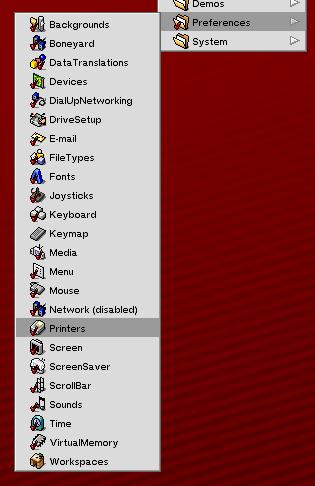 Demos
Preferences
System
Backgrounds
Boneyard
DataTranslations
Devices
DialUpNetworking
DriveSetup
E-mail
FileTypes
Fonts
Joysticks
Keyboard
Keymap
Media
Menu
Mouse
Network (disabled)
Printers
Screen
ScreenSaver
ScrollBar
Sounds
Time
VirtualMemory
Workspaces